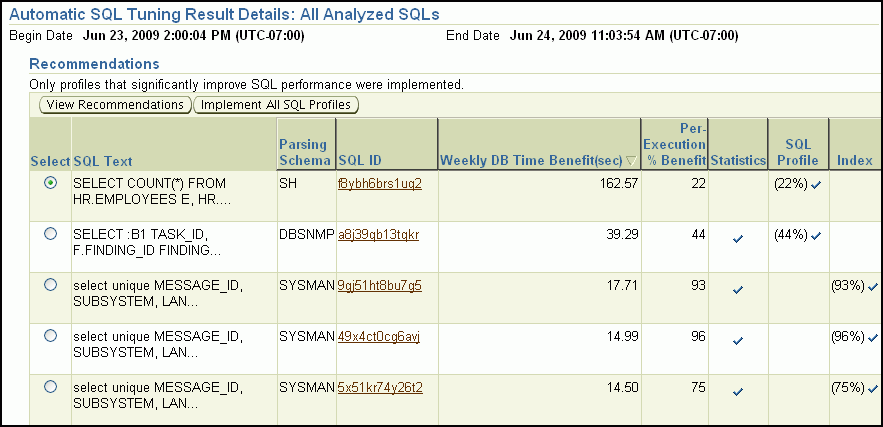 Automatic SQL Tuning Result Details: All Analyzed SQLs
Begin Date Jun 23, 2009 2:00:04 PM (UTC-07:00) End Date Jun 24, 2009 11:03:54 AM (UTC-07:00)
Recommendations
Only profiles that significantly improve SQL performance were implemented.
View Recommendations Implement All SQL Profiles
Select SQL Text Parsing Schema SQL ID Weekly DB Time Benefit(sec) Per-Execution % Benefit Statistics SQL Profile Index
SELECT COUNT(*) FROM SH f8ybh6brs1uq2 162.57 22 (22%)
HR.EMPLOYEES E, HR....
SELECT :B1 TASK_ID, DBSNMP a8j39qb13tqkr 39.29 44 (44%)
F.FINDING_ID FINDING...
select unique MESSAGE_ID, SYSMAN 9gj51ht8bu7g5 17.71 93 (93%)
SUBSYSTEM, LAN...
select unique MESSAGE_ID, SYSMAN 49x4ct0cg6avj 14.99 96 (96%)
SUBSYSTEM, LAN...
select unique MESSAGE_ID, SYSMAN 5x51kr74y26t2 14.50 75 (75%)
SUBSYSTEM, LAN...